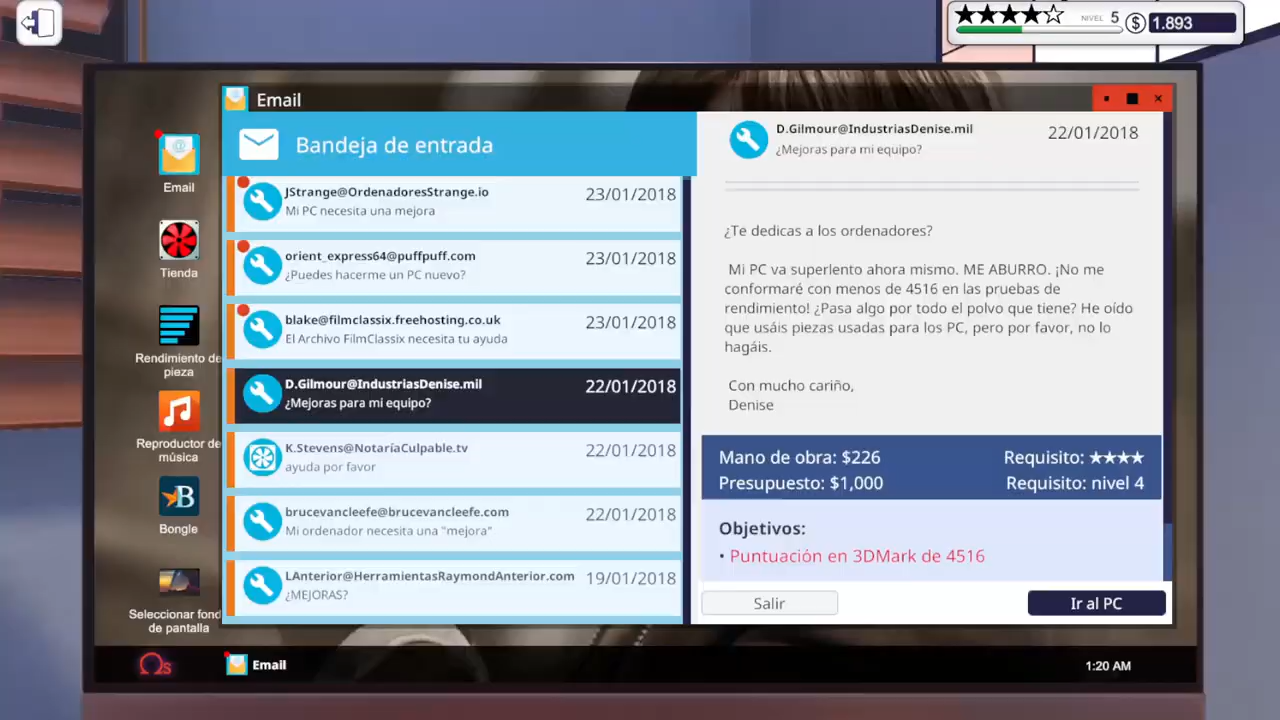 NIVEL 5
$ 1.893
Email
Bandeja de entrada
JStrange@OrdenadoresStrange.io
23/01/2018
Mi PC necesita una mejora
orient_express64@puffpuff.com
23/01/2018
¿Puedes hacerme un PC nuevo?
blake@filmclassix.freehosting.co.uk
23/01/2018
El Archivo FilmClassix necesita tu ayuda
D.Gilmour@IndustriasDenise.mil
22/01/2018
¿Mejoras para mi equipo?
K.Stevens@NotaríaCulpable.tv
22/01/2018
ayuda por favor
brucevancleefe@brucevancleefe.com
22/01/2018
Mi ordenador necesita una "mejora"
LAnterior@HerramientasRaymondAnterior.com
19/01/2018
¿MEJORAS?
D.Gilmour@IndustriasDenise.mil
22/01/2018
¿Mejoras para mi equipo?
¿Te dedicas a los ordenadores?
Mi PC va superlento ahora mismo. ME ABURRO. ¡No me
conformaré con menos de 4516 en las pruebas de
rendimiento! ¿Pasa algo por todo el polvo que tiene? He oído
que usáis piezas usadas para los PC, pero por favor, no lo
hagáis.
Con mucho cariño,
Denise
Mano de obra: $226
Requisito: ★★★★
Presupuesto: $1,000
Requisito: nivel 4
Objetivos:
• Puntuación en 3DMark de 4516
Salir
Ir al PC
Email
Tienda
Rendimiento de
pieza
Reproductor de
música
B
Bongle
Seleccionar fond
de pantalla
Ωs
Email
1:20 AM